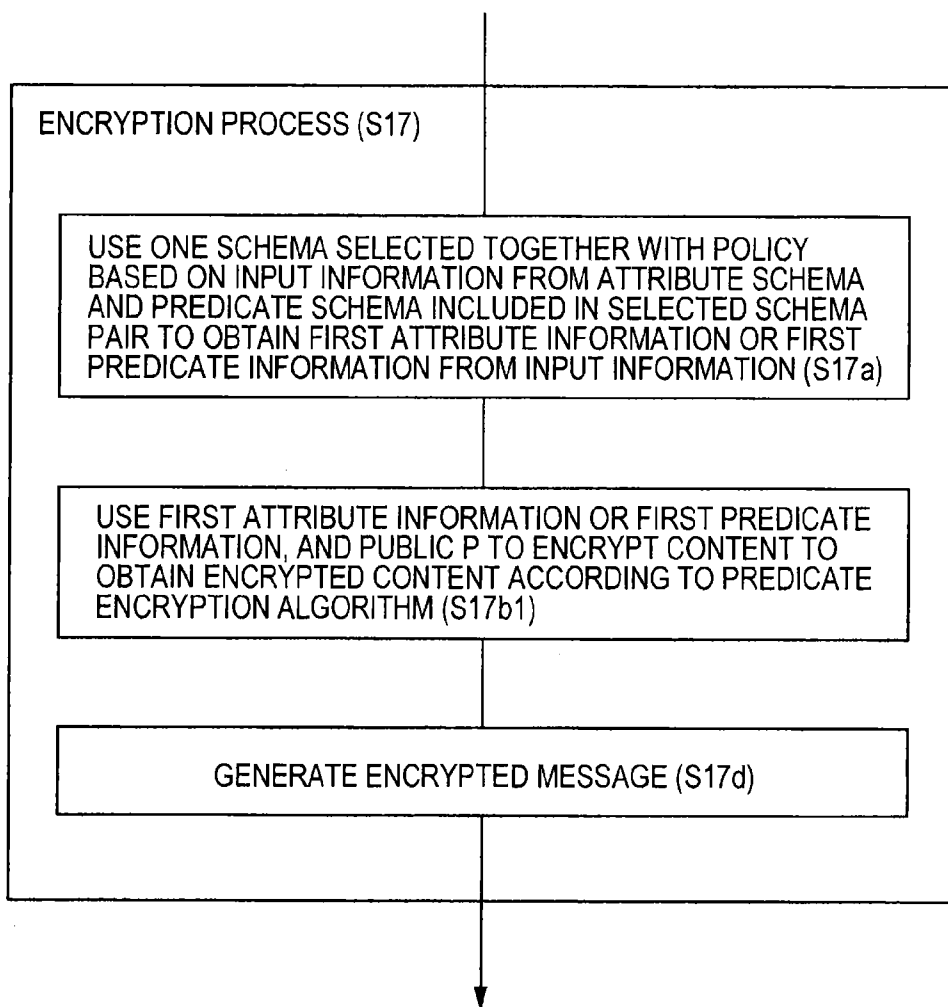 ENCRYPTION PROCESS (S17)
USE ONE SCHEMA SELECTED TOGETHER WITH POLICY
BASED ON INPUT INFORMATION FROM ATTRIBUTE SCHEMA
AND PREDICATE SCHEMA INCLUDED IN SELECTED SCHEMA
PAIR TO OBTAIN FIRST ATTRIBUTE INFORMATION OR FIRST
PREDICATE INFORMATION FROM INPUT INFORMATION (S17a)
USE FIRST ATTRIBUTE INFORMATION OR FIRST PREDICATE
INFORMATION, AND PUBLIC P TO ENCRYPT CONTENT TO
OBTAIN ENCRYPTED CONTENT ACCORDING TO PREDICATE
ENCRYPTION ALGORITHM (S17b1)
GENERATE ENCRYPTED MESSAGE (S17d)